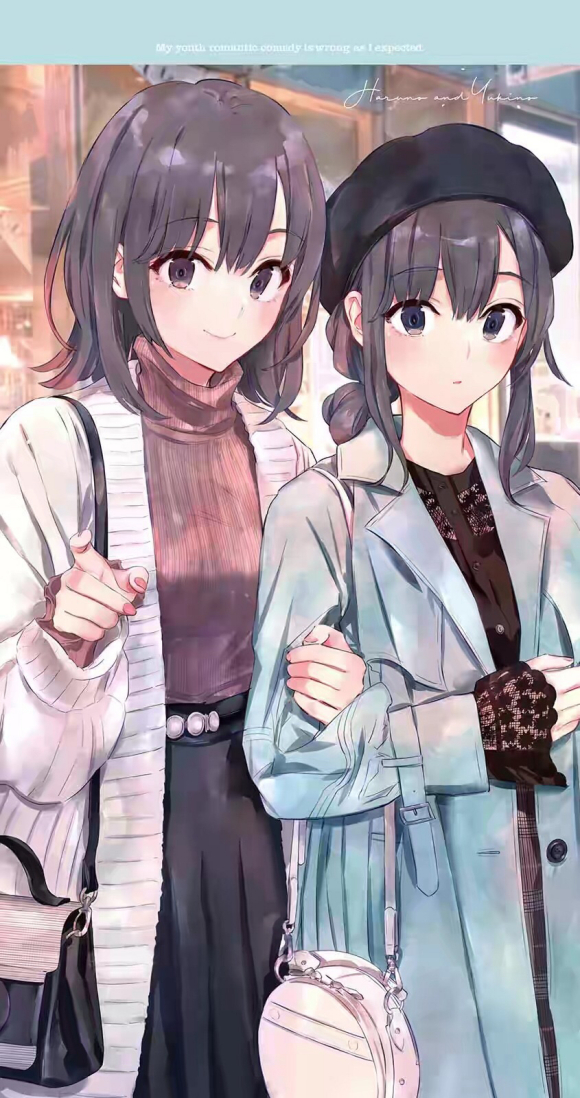 My youth romantic comedy is wrong as I expected.
Haruno and Yukino